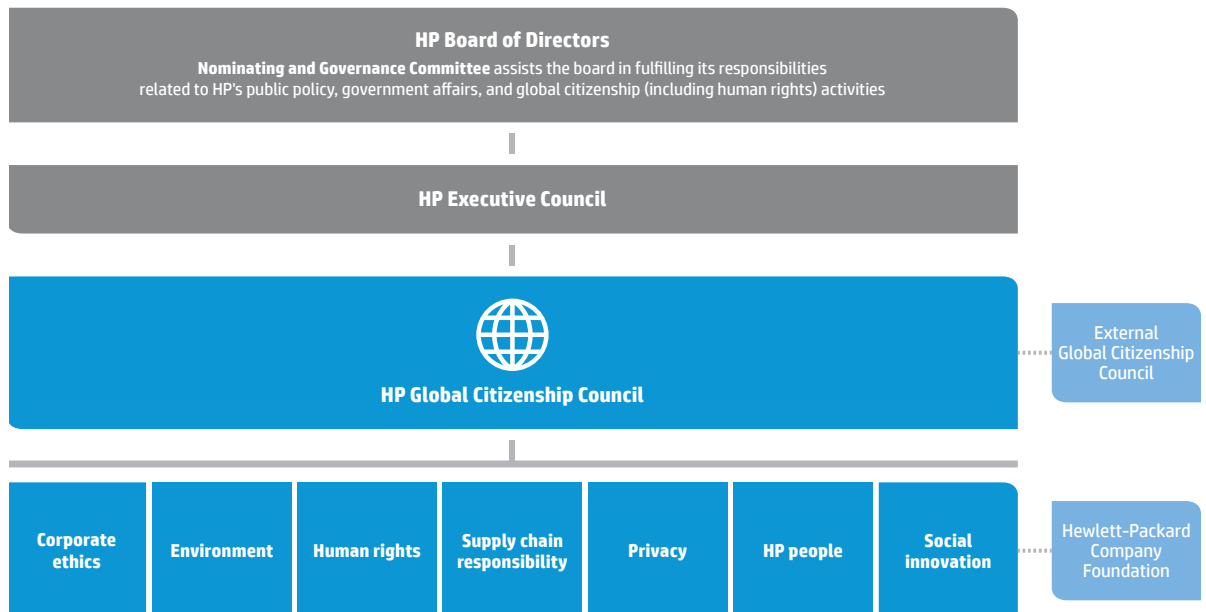 HP Board of Directors
Nominating and Governance Committee assists the board in fulfilling its responsibilities
related to HP's public policy, government affairs, and global citizenship (including human rights) activities
HP Executive Council
HP Global Citizenship Council
External
Global Citizenship
Council
Corporate
ethics
Environment
Human rights
Supply chain
responsibility
Privacy
HP people
Social
innovation
Hewlett-Packard
Company
Foundation